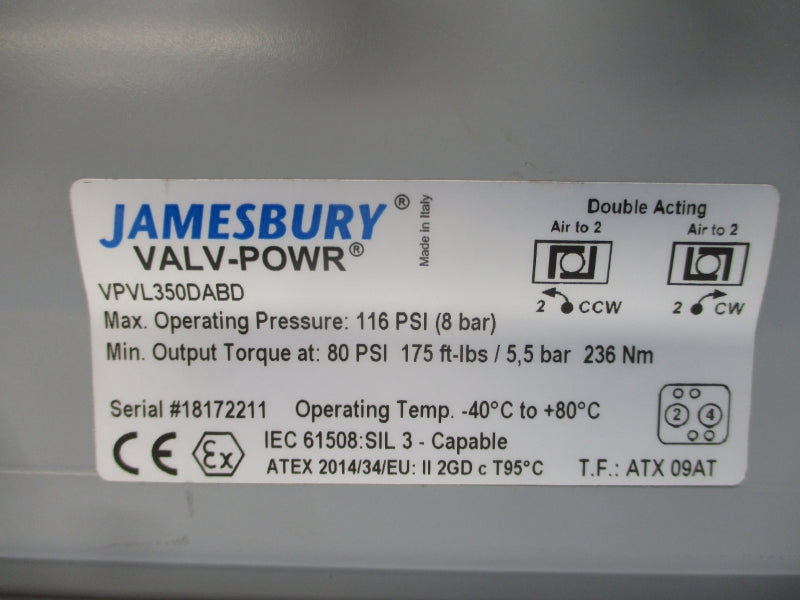 JAMESBURY®
VALV-POWR®
Made in Italy
VPVL350DABD
Max. Operating Pressure: 116 PSI (8 bar)
Min. Output Torque at: 80 PSI 175 ft-lbs / 5,5 bar 236 Nm
Double Acting
Air to 2 Air to 2
2 CCW 2 CW
Serial #18172211 Operating Temp. -40°C to +80°C
2 4
CE Ex IEC 61508:SIL 3 - Capable
ATEX 2014/34/EU: II 2GD c T95°C T.F.: ATX 09AT